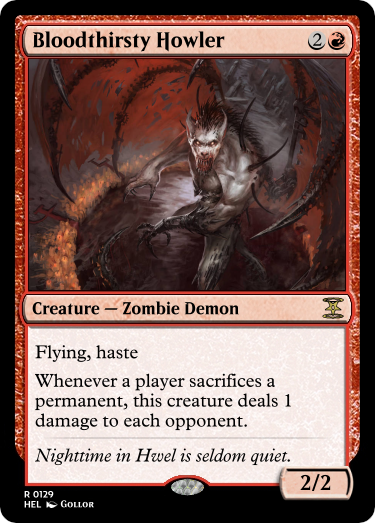 Bloodthirsty Howler 2
Creature — Zombie Demon
Flying, haste
Whenever a player sacrifices a
permanent, this creature deals 1
damage to each opponent.
Nighttime in Hwel is seldom quiet.
2/2
R 0129
HEL Gollor